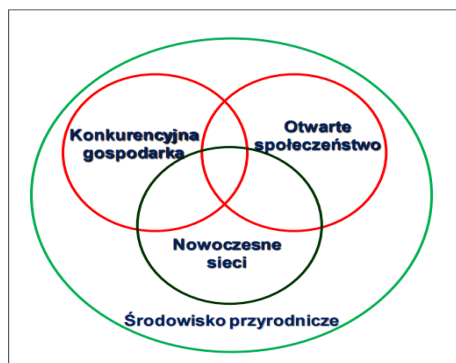 Konkurencyjna
gospodarka
Otwarte
społeczeństwo
Nowoczesne
sieci
Środowisko przyrodnicze